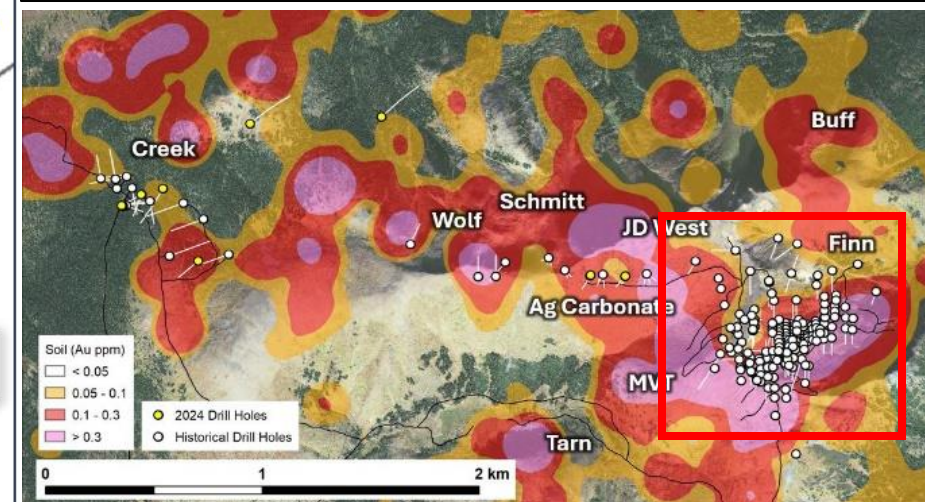 Buff
Creek
Schmitt
Wolf
JD West
Finn
Ag Carbonate
MVT
Tarn
Soil (Au ppm)
< 0.05
0.05 - 0.1
0.1 - 0.3
> 0.3
2024 Drill Holes
Historical Drill Holes
0 1 2 km